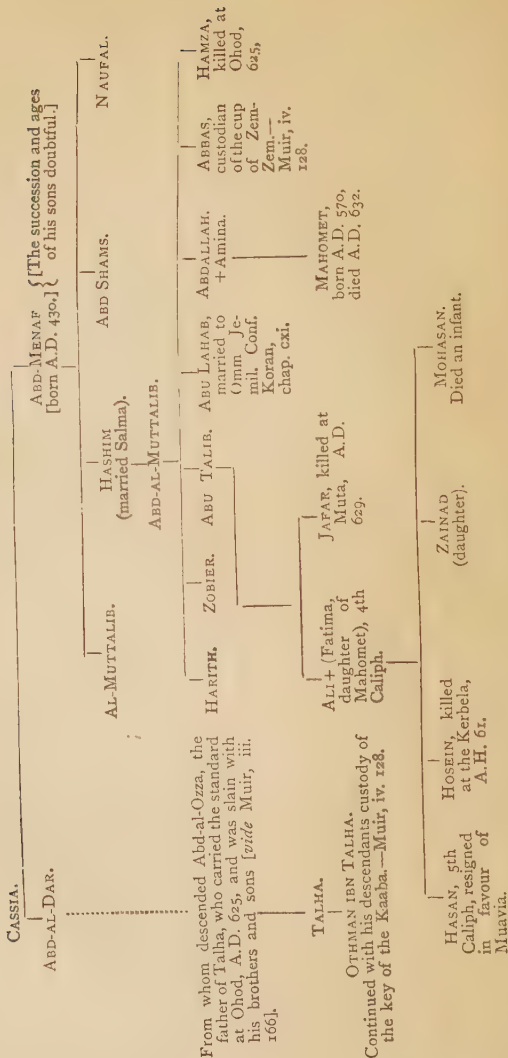 CASSIA.
ABD-AL-DAR.
ABD-MENAF
[born A.D. 430.]
{ [The succession and ages
of his sons doubtful.]
AL-MUTTALIB.
HASHIM
(married Salma).
ABD SHAMS.
NAUFAL.
ABD-AL-MUTTALIB.
From whom descended Abd-al-Ozza, the
father of Talha, who carried the standard
at Ohod, A.D. 625, and was slain with
his brothers and sons [vide Muir, iii.
166].
HARITH.
ZOBIER.
ABU TALIB.
ABU LAHAB,
married to
Omm Je-
mil. Conf.
Koran,
chap. cxi.
ABDALLAH.
+ Amina.
ABBAS,
custodian
of the cup
of Zem-
Zem.—
Muir, iv.
128.
HAMZA,
killed at
Ohod,
625,
TALHA.
OTHMAN IBN TALHA.
Continued with his descendants custody of
the key of the Kaaba.—Muir, iv. 128.
ALI + (Fatima,
daughter of
Mahomet), 4th
Caliph.
JAFAR, killed at
Muta, A.D.
629.
MAHOMET,
born A.D. 570,
died A.D. 632.
HASAN, 5th
Caliph, resigned
in favour of
Muavia.
HOSEIN, killed
at the Kerbela,
A.H. 61.
ZAINAD
(daughter).
MOHASAN.
Died an infant.